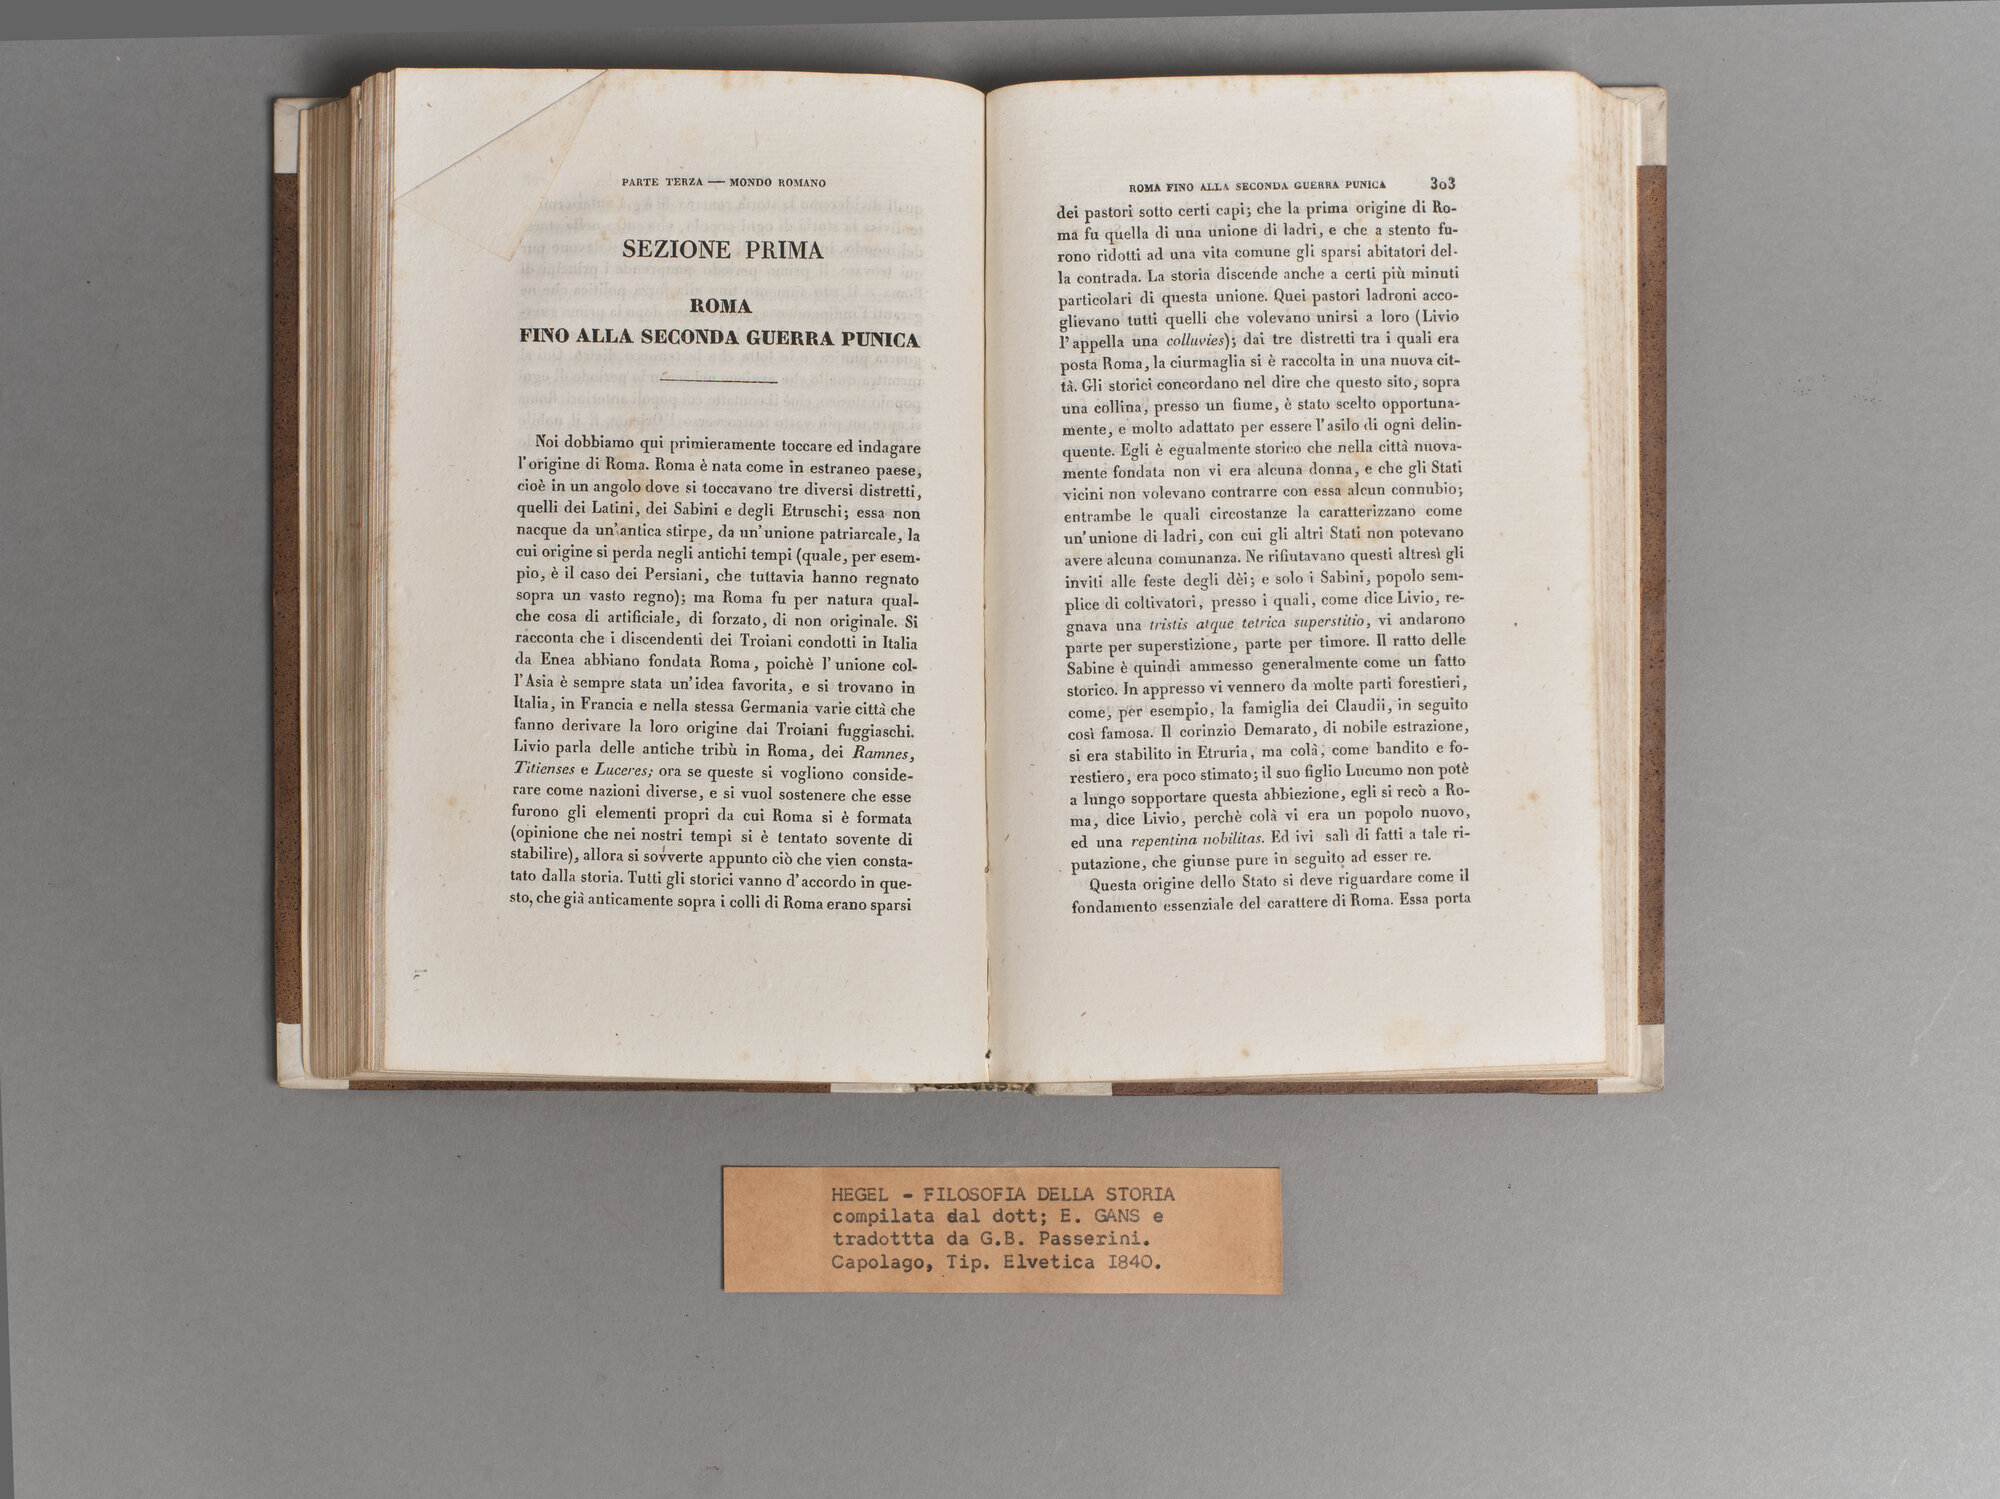 PARTE TERZA — MONDO ROMANO
SEZIONE PRIMA
ROMA
FINO ALLA SECONDA GUERRA PUNICA
Noi dobbiamo qui primieramente toccare ed indagare
l'origine di Roma. Roma è nata come in estraneo paese,
cioè in un angolo dove si toccavano tre diversi distretti,
quelli dei Latini, dei Sabini e degli Etruschi; essa non
nacque da un'antica stirpe, da un'unione patriarcale, la
cui origine si perda negli antichi tempi (quale, per esem-
pio, è il caso dei Persiani, che tuttavia hanno regnato
sopra un vasto regno); ma Roma fu per natura qual-
che cosa di artificiale, di forzato, di non originale. Si
racconta che i discendenti dei Troiani condotti in Italia
da Enea abbiano fondata Roma, poichè l'unione col-
l'Asia è sempre stata un'idea favorita, e si trovano in
Italia, in Francia e nella stessa Germania varie città che
fanno derivare la loro origine dai Troiani fuggiaschi.
Livio parla delle antiche tribù in Roma, dei Ramnes,
Titienses e Luceres; ora se queste si vogliono conside-
rare come nazioni diverse, e si vuol sostenere che esse
furono gli elementi propri da cui Roma si è formata
(opinione che nei nostri tempi si è tentato sovente di
stabilire), allora si sovverte appunto ciò che vien consta-
tato dalla storia. Tutti gli storici vanno d'accordo in que-
sto, che già anticamente sopra i colli di Roma erano sparsi
ROMA FINO ALLA SECONDA GUERRA PUNICA 303
dei pastori sotto certi capi; che la prima origine di Ro-
ma fu quella di una unione di ladri, e che a stento fu-
rono ridotti ad una vita comune gli sparsi abitatori del-
la contrada. La storia discende anche a certi più minuti
particolari di questa unione. Quei pastori ladroni acco-
glievano tutti quelli che volevano unirsi a loro (Livio
l'appella una colluvies); dai tre distretti tra i quali era
posta Roma, la ciurmaglia si è raccolta in una nuova cit-
tà. Gli storici concordano nel dire che questo sito, sopra
una collina, presso un fiume, è stato scelto opportuna-
mente, e molto adattato per essere l'asilo di ogni delin-
quente. Egli è egualmente storico che nella città nuova-
mente fondata non vi era alcuna donna, e che gli Stati
vicini non volevano contrarre con essa alcun connubio;
entrambe le quali circostanze la caratterizzano come
un'unione di ladri, con cui gli altri Stati non potevano
avere alcuna comunanza. Ne rifiutavano questi altresì gli
inviti alle feste degli dèi; e solo i Sabini, popolo sem-
plice di coltivatori, presso i quali, come dice Livio, re-
gnava una tristis atque tetrica superstitio, vi andarono
parte per superstizione, parte per timore. Il ratto delle
Sabine è quindi ammesso generalmente come un fatto
storico. In appresso vi vennero da molte parti forestieri,
come, per esempio, la famiglia dei Claudii, in seguito
così famosa. Il corinzio Demarato, di nobile estrazione,
si era stabilito in Etruria, ma colà, come bandito e fo-
restiero, era poco stimato; il suo figlio Lucumo non potè
a lungo sopportare questa abbiezione, egli si recò a Ro-
ma, dice Livio, perchè colà vi era un popolo nuovo,
ed una repentina nobilitas. Ed ivi salì di fatti a tale ri-
putazione, che giunse pure in seguito ad esser re.
Questa origine dello Stato si deve riguardare come il
fondamento essenziale del carattere di Roma. Essa porta
HEGEL - FILOSOFIA DELLA STORIA
compilata dal dott; E. GANS e
tradottta da G.B. Passerini.
Capolago, Tip. Elvetica I840.